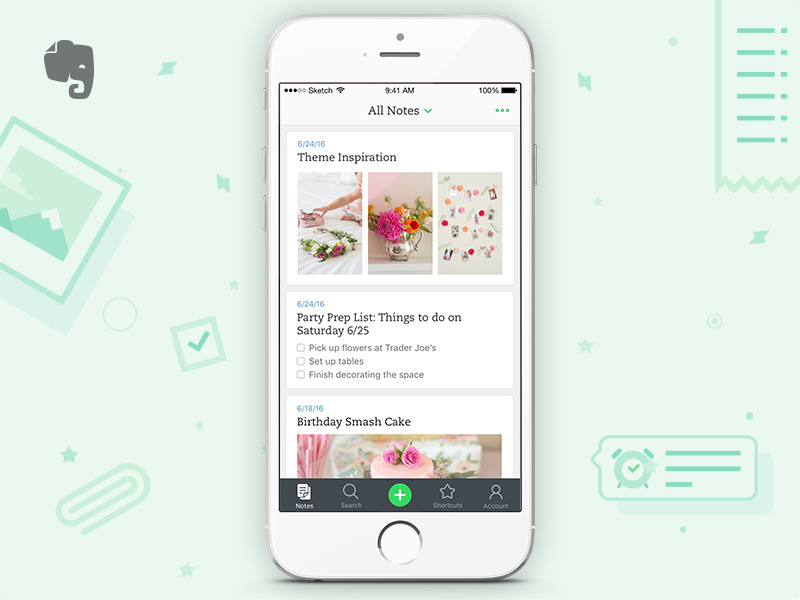 Sketch 9:41 AM 100%
All Notes
6/24/16
Theme Inspiration
6/24/16
Party Prep List: Things to do on
Saturday 6/25
Pick up flowers at Trader Joe's
Set up tables
Finish decorating the space
6/18/16
Birthday Smash Cake
Notes Search Shortcuts Account